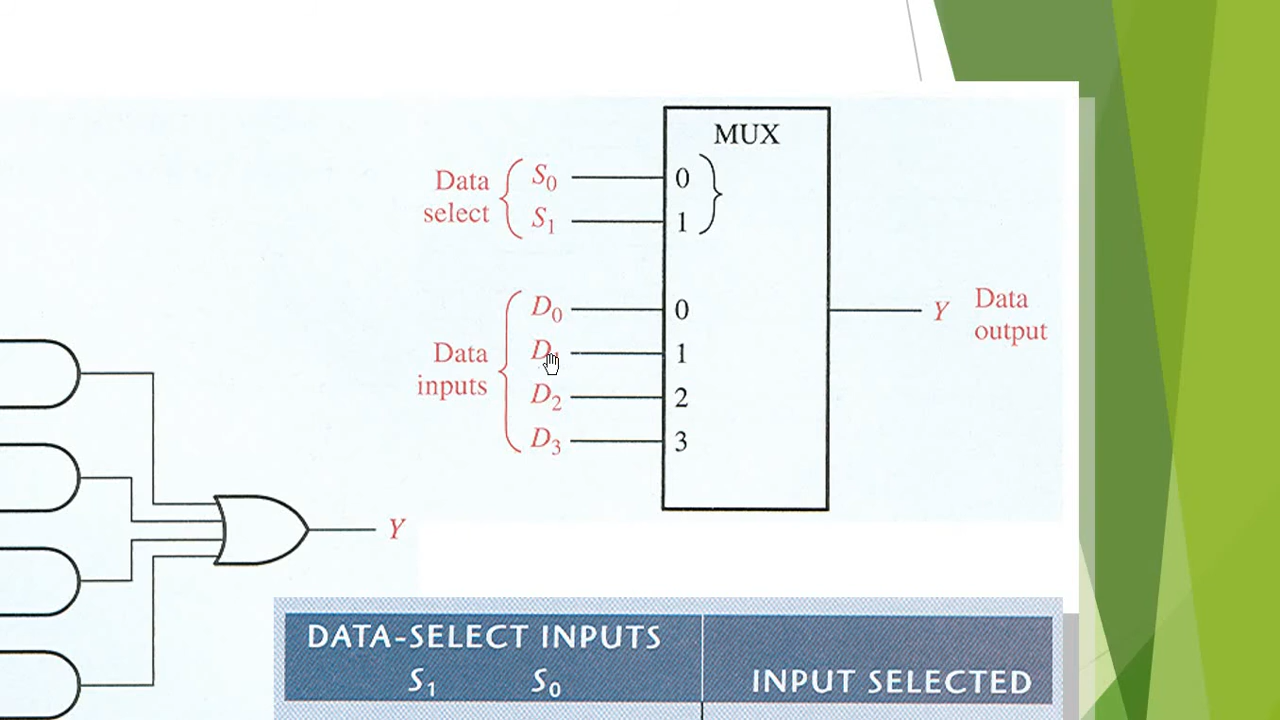 MUX
Data
select
S0
0
S1
1
Data
inputs
D0
0
D
1
D2
2
D3
3
Y
Data
output
Y
DATA-SELECT INPUTS
S1 S0
INPUT SELECTED